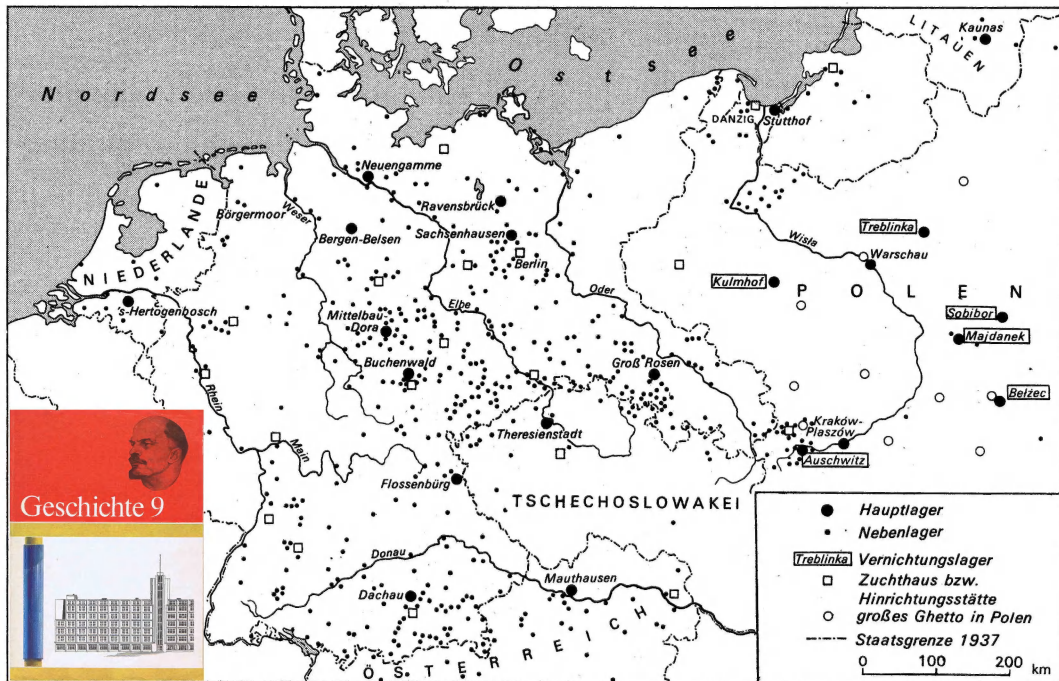 Kaunas
LITAUEN
Nordsee
Ostsee
DANZIG
Stutthof
Neuengamme
NIEDERLANDE
Börgermoor
Weser
Ravensbrück
Bergen-Belsen
Sachsenhausen
Berlin
Treblinka
Wisla
Warschau
Kulmhof
POLEN
's-Hertogenbosch
Elbe
Oder
Sobibor
Mittelbau-
Dora
Majdanek
Buchenwald
Groß Rosen
Rhein
Bełżec
Theresienstadt
Kraków-
Plaszów
Main
Auschwitz
Flossenbürg
TSCHECHOSLOWAKEI
Donau
Mauthausen
Dachau
ÖSTERREICH
Geschichte 9
Hauptlager
Nebenlager
Treblinka Vernichtungslager
Zuchthaus bzw.
Hinrichtungsstätte
großes Ghetto in Polen
Staatsgrenze 1937
0 100 200 km